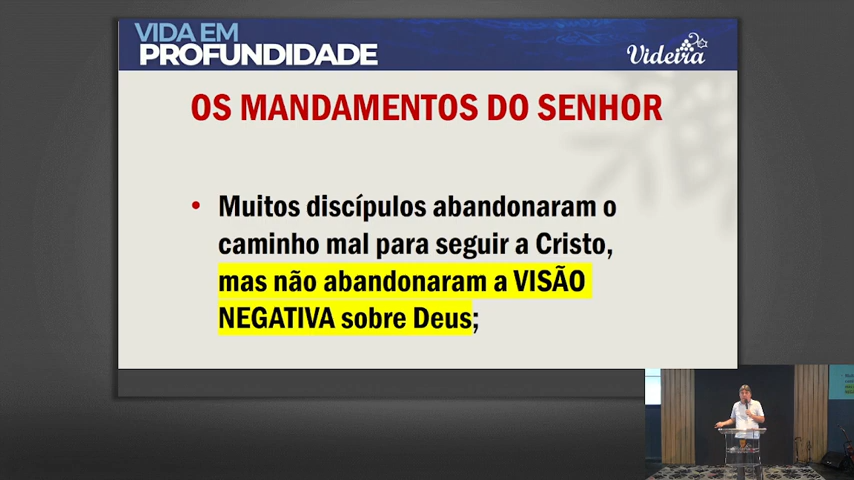 VIDA EM
PROFUNDIDADE
Videira
OS MANDAMENTOS DO SENHOR
• Muitos discípulos abandonaram o
caminho mal para seguir a Cristo,
mas não abandonaram a VISÃO
NEGATIVA sobre Deus;